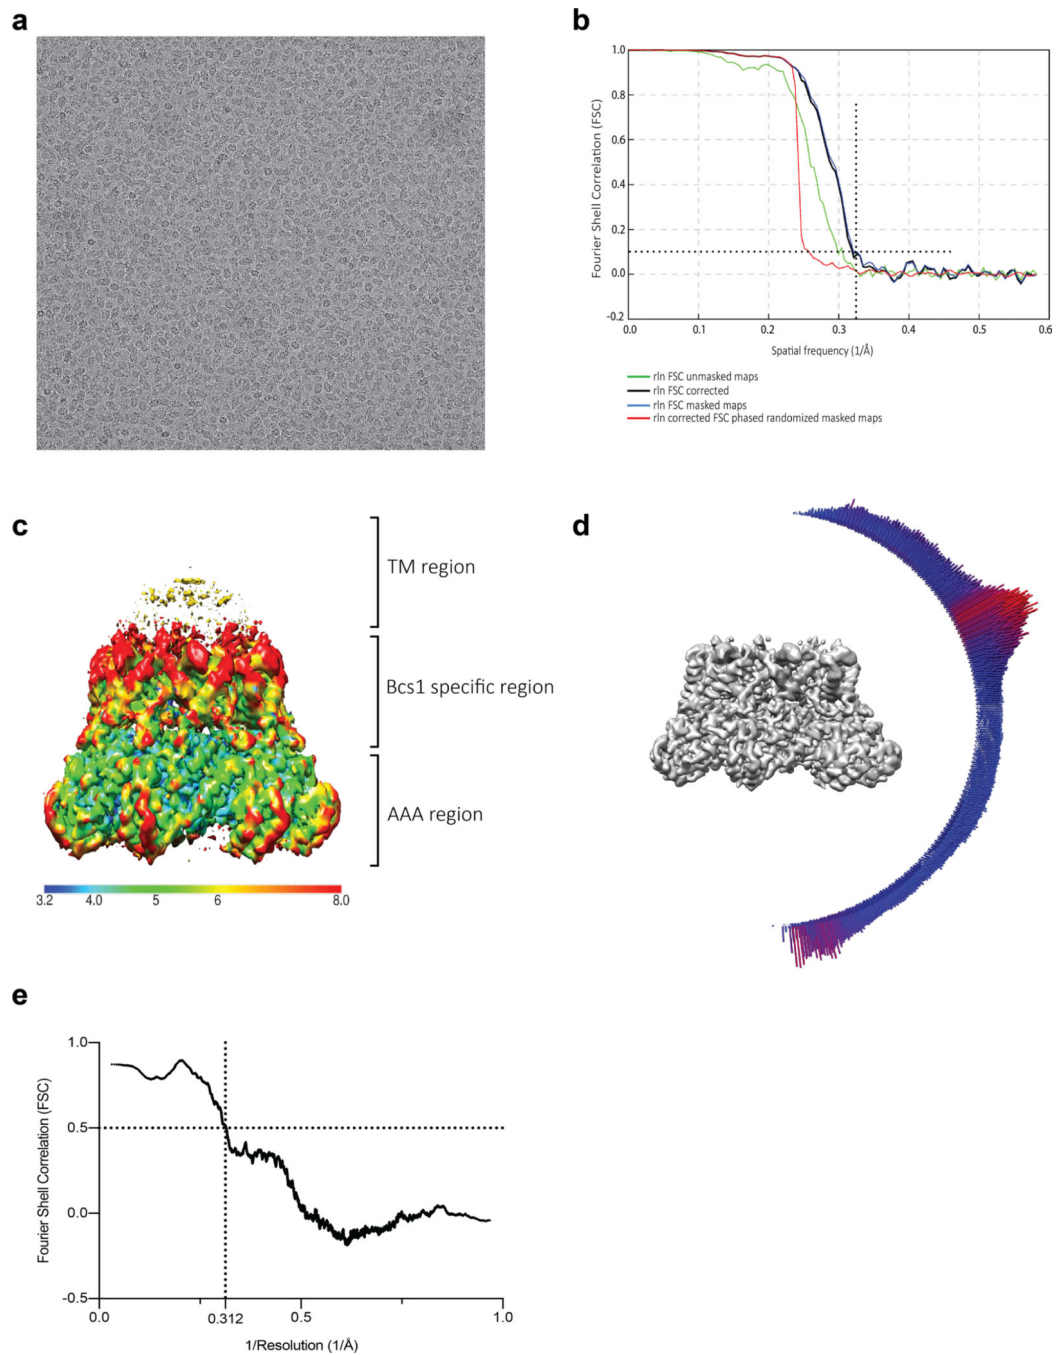 a
b
Fourier Shell Correlation (FSC)
1.0
0.8
0.6
0.4
0.2
0.0
-0.2
0.0 0.1 0.2 0.3 0.4 0.5 0.6
Spatial frequency (1/Å)
rln FSC unmasked maps
rln FSC corrected
rln FSC masked maps
rln corrected FSC phased randomized masked maps
c
TM region
Bcs1 specific region
AAA region
3.2 4.0 5 6 8.0
d
e
Fourier Shell Correlation (FSC)
1.0
0.5
0.0
-0.5
0.0 0.312 0.5 1.0
1/Resolution (1/Å)